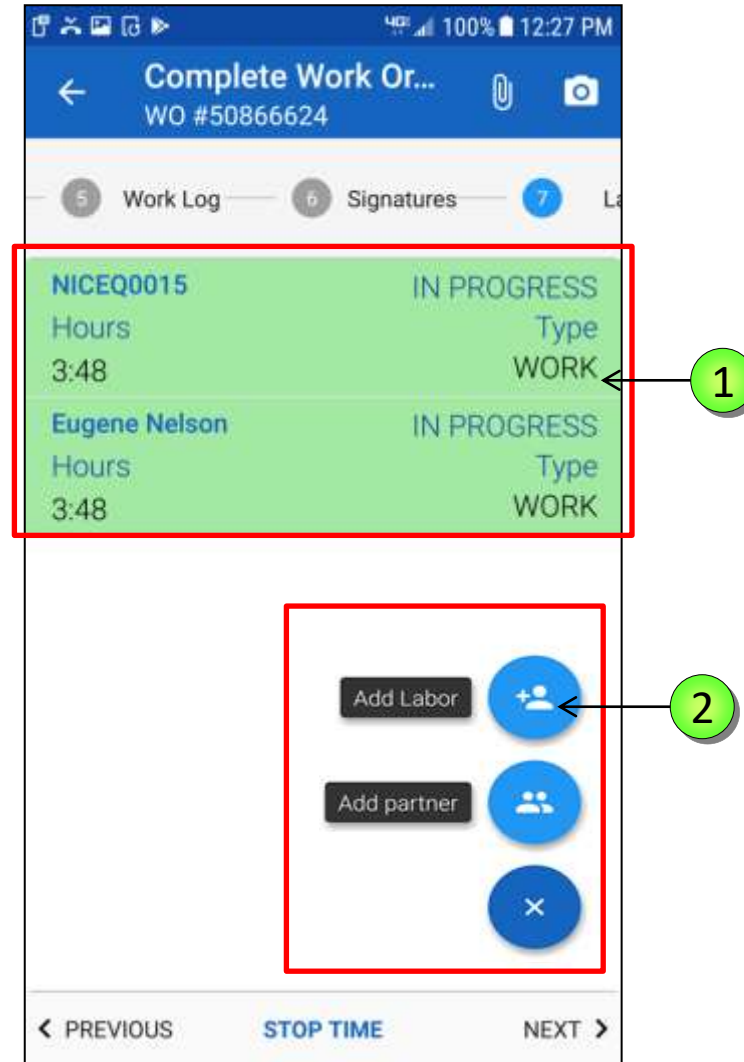 4G 100% 12:27 PM
Complete Work Or...
WO #50866624
5 Work Log 6 Signatures 7 La
NICEQ0015 IN PROGRESS
Hours Type
3:48 WORK
1
Eugene Nelson IN PROGRESS
Hours Type
3:48 WORK
Add Labor
2
Add partner
PREVIOUS STOP TIME NEXT